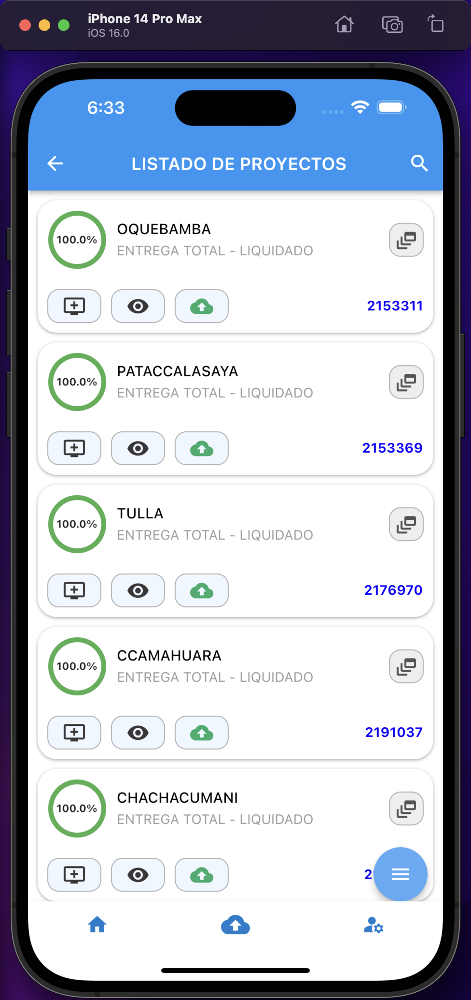 iPhone 14 Pro Max
iOS 16.0
6:33
LISTADO DE PROYECTOS
100.0%
OQUEBAMBA
ENTREGA TOTAL - LIQUIDADO
2153311
100.0%
PATACCALASAYA
ENTREGA TOTAL - LIQUIDADO
2153369
100.0%
TULLA
ENTREGA TOTAL - LIQUIDADO
2176970
100.0%
CCAMAHUARA
ENTREGA TOTAL - LIQUIDADO
2191037
100.0%
CHACHACUMANI
ENTREGA TOTAL - LIQUIDADO